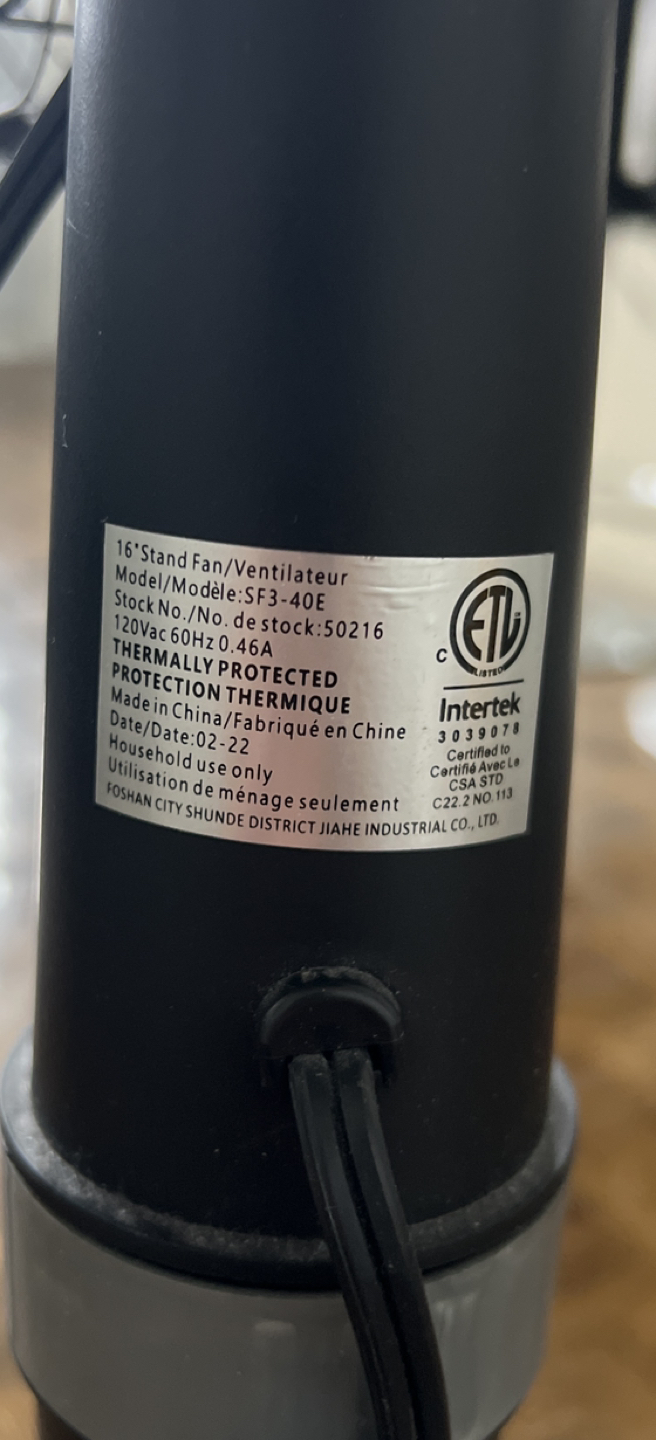 16"Stand Fan/Ventilateur
Model/Modèle:SF3-40E
Stock No./No. de stock:50216
120Vac 60Hz 0.46A
THERMALLY PROTECTED
PROTECTION THERMIQUE
Made in China/Fabriqué en Chine
Date/Date:02-22
Household use only
Utilisation de ménage seulement
FOSHAN CITY SHUNDE DISTRICT JIAHE INDUSTRIAL CO., LTD.
C
ETL
LISTED
Intertek
3039078
Certified to
Certifié Avec Le
CSA STD
C22.2 NO.113